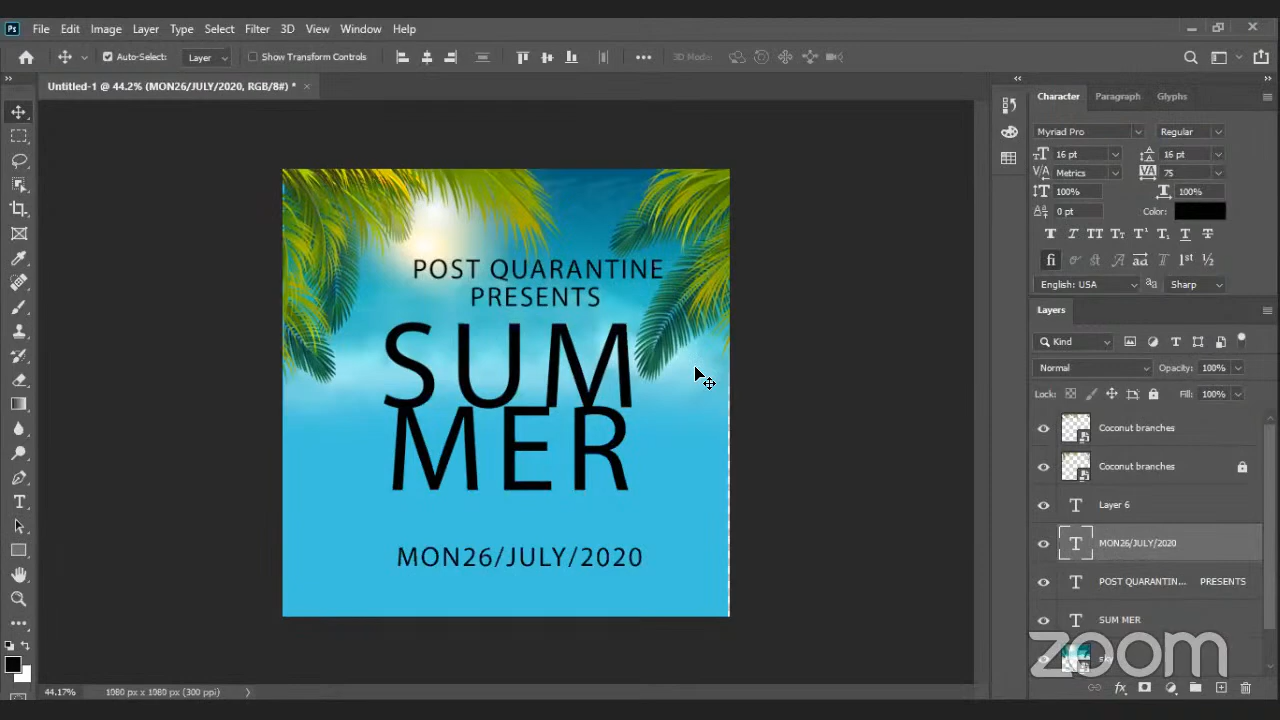 Ps File Edit Image Layer Type Select Filter 3D View Window Help
Auto-Select: Layer Show Transform Controls 3D Mode:
Untitled-1 @ 44.2% (MON26/JULY/2020, RGB/8#) *
POST QUARANTINE
PRESENTS
SUM
MER
MON26/JULY/2020
44.17% 1080 px x 1080 px (300 ppi)
Character Paragraph Glyphs
Myriad Pro Regular
16 pt 16 pt
Metrics 75
100% 100%
0 pt Color:
English: USA Sharp
Layers
Kind
Normal Opacity: 100%
Lock: Fill: 100%
Coconut branches
Coconut branches
Layer 6
MON26/JULY/2020
POST QUARANTIN... PRESENTS
SUM MER
zoom